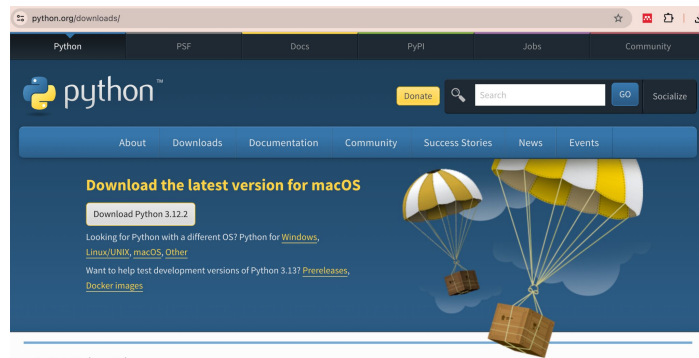 python.org/downloads/
Python PSF Docs PyPI Jobs Community
python™ Donate Search GO Socialize
About Downloads Documentation Community Success Stories News Events
Download the latest version for macOS
Download Python 3.12.2
Looking for Python with a different OS? Python for Windows,
Linux/UNIX, macOS, Other
Want to help test development versions of Python 3.13? Prereleases,
Docker images